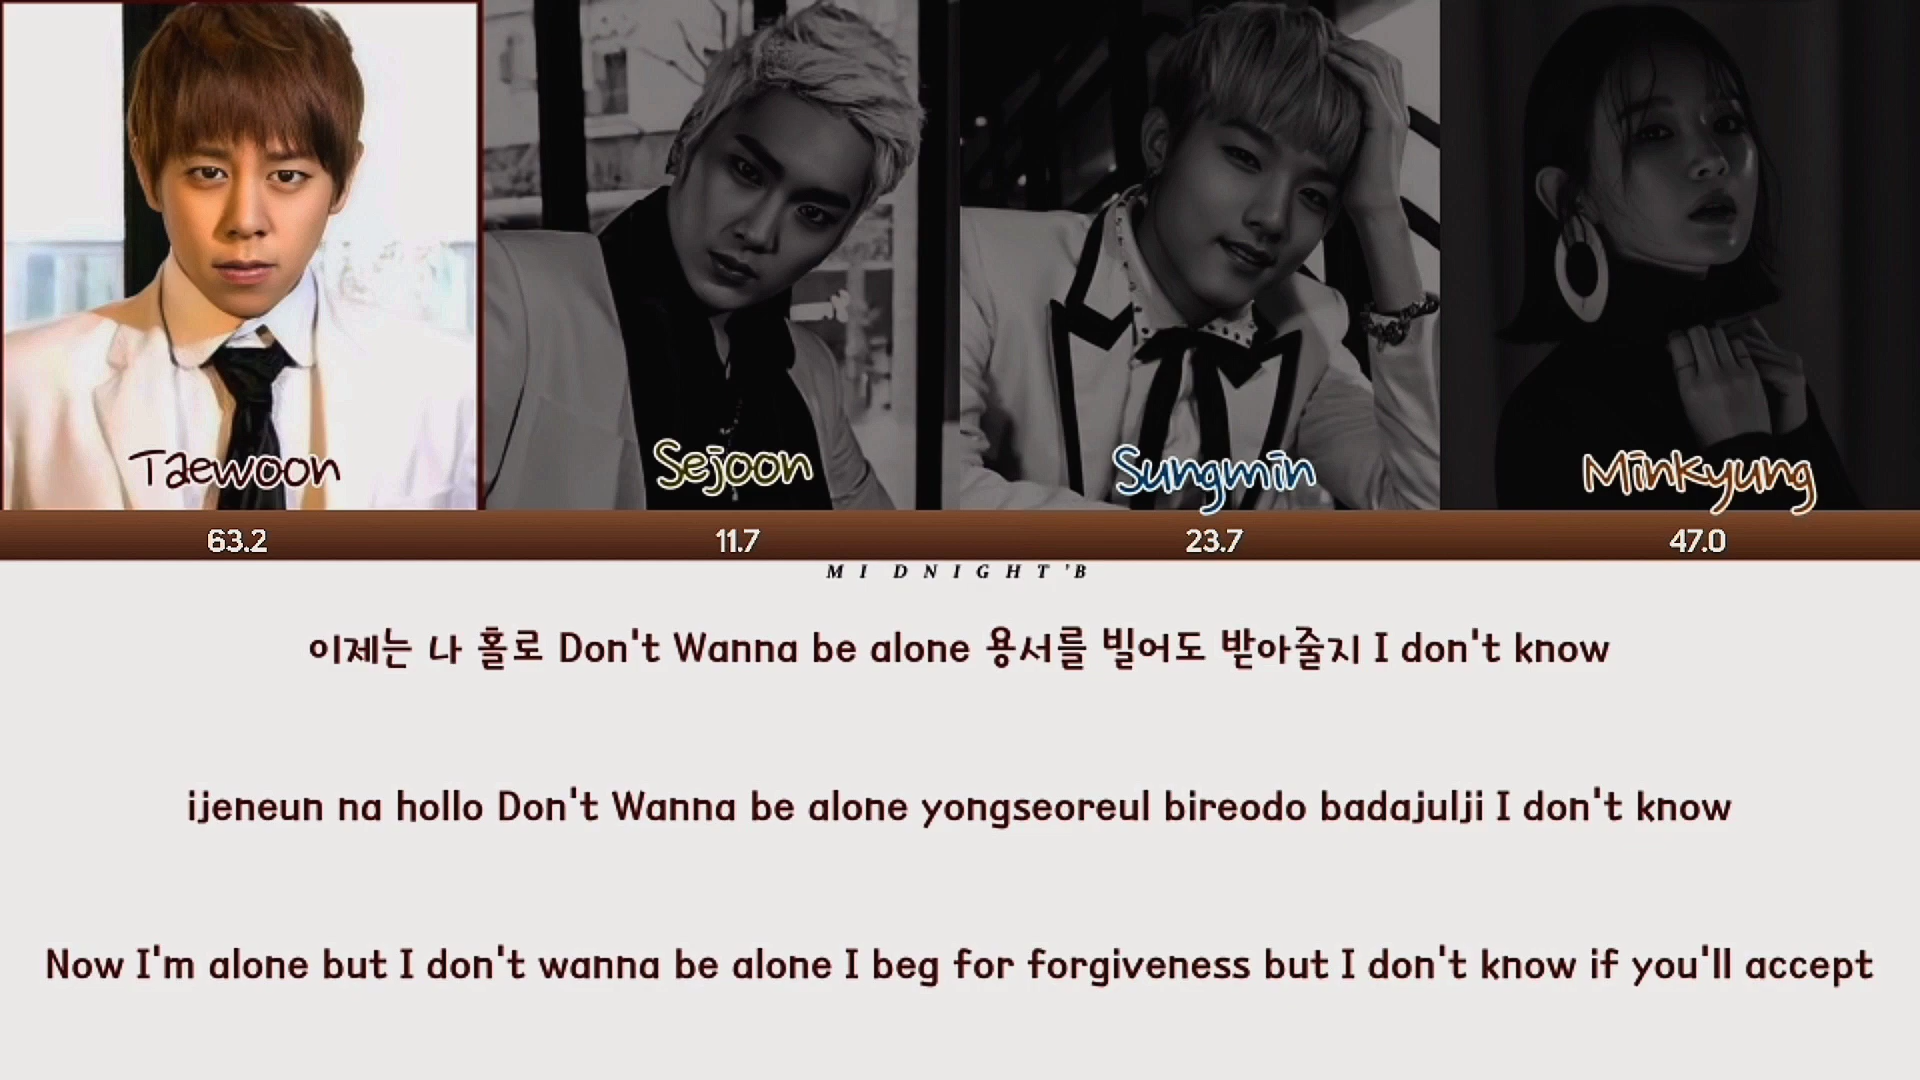 Taewoon
Sejoon
Sungmin
Minkyung
63.2
11.7
23.7
47.0
MIDNIGHT'B
이제는 나 홀로 Don't Wanna be alone 용서를 빌어도 받아줄지 I don't know
ijeneun na hollo Don't Wanna be alone yongseoreul bireodo badajulji I don't know
Now I'm alone but I don't wanna be alone I beg for forgiveness but I don't know if you'll accept